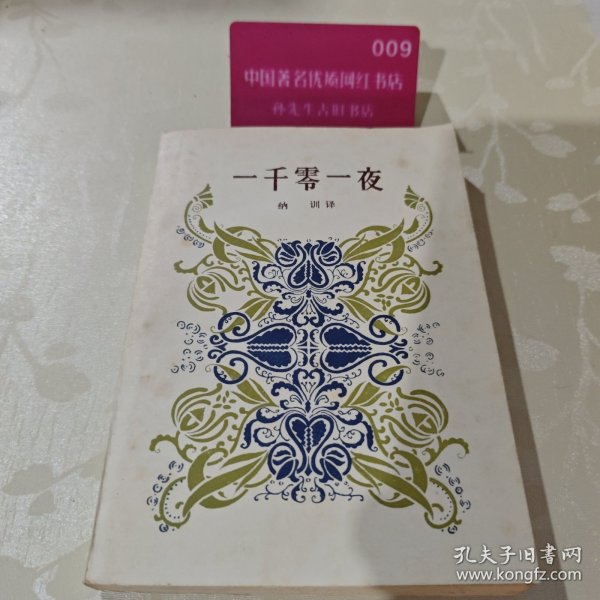 009
中国著名优质网红书店
孙先生古旧书店
一千零一夜
纳 训 译
孔夫子旧书网
www.kongfz.com